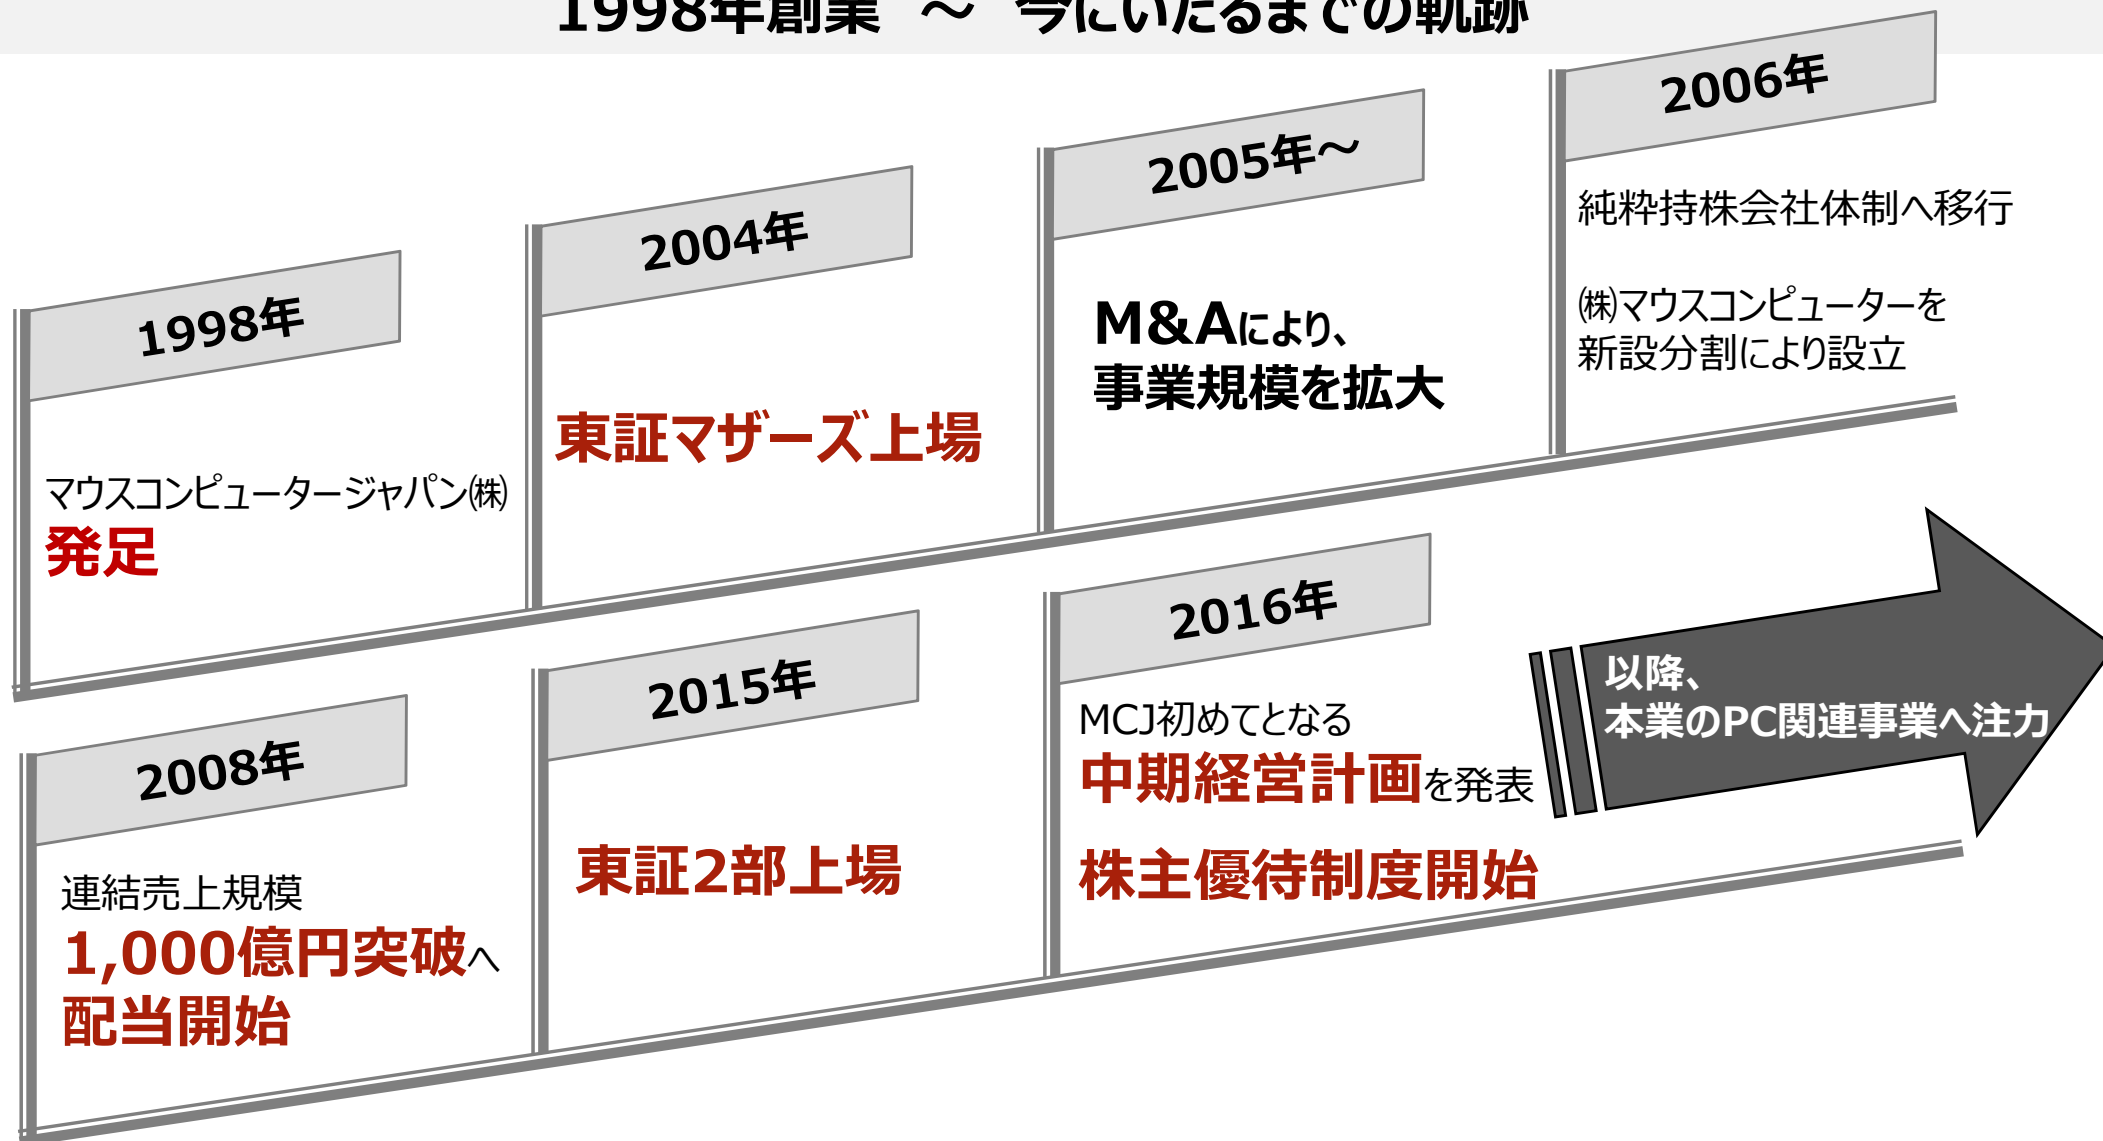 1998年創業 ～ 今にいたるまでの軌跡
1998年
マウスコンピュータージャパン㈱
発足
2004年
東証マザーズ上場
2005年～
M&Aにより、
事業規模を拡大
2006年
純粋持株会社体制へ移行
㈱マウスコンピューターを
新設分割により設立
2008年
連結売上規模
1,000億円突破へ
配当開始
2015年
東証2部上場
2016年
MCJ初めてとなる
中期経営計画を発表
株主優待制度開始
以降、
本業のPC関連事業へ注力